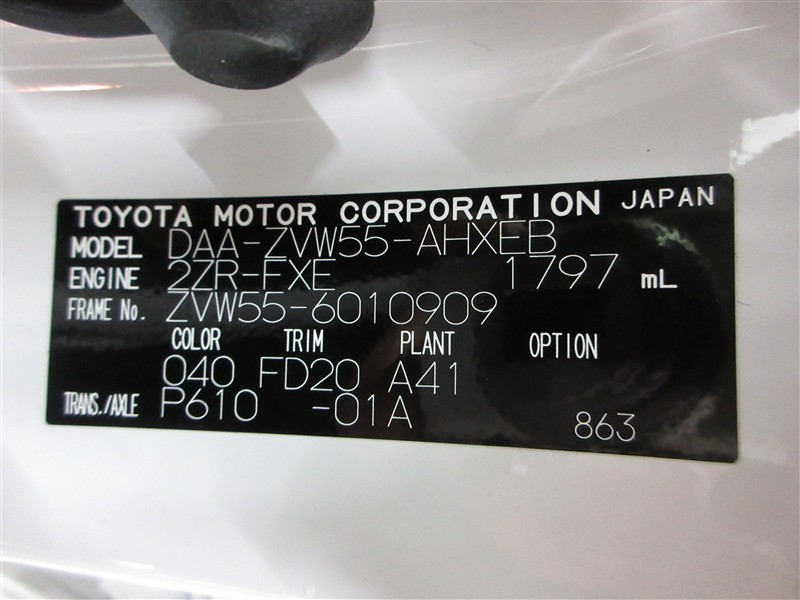 TOYOTA MOTOR CORPORATION JAPAN
MODEL DAA-ZVW55-AHXEB
ENGINE 2ZR-FXE 1797 mL
FRAME No. ZVW55-6010909
COLOR TRIM PLANT OPTION
040 FD20 A41
TRANS./AXLE P610 -01A
863